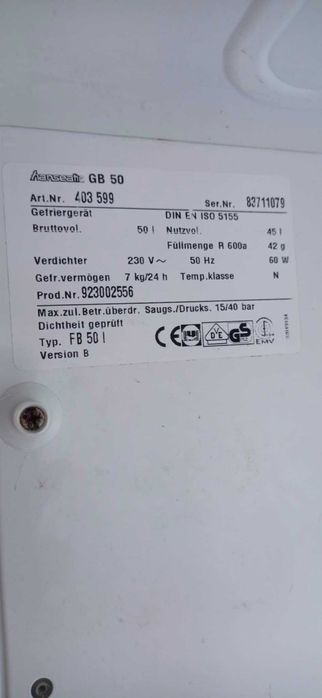 Hanseatic GB 50
Art.Nr. 403 599 Ser.Nr. 83711079
Gefriergerät DIN EN ISO 5155
Bruttovol. 50 l Nutzvol. 45 l
Füllmenge R 600a 42 g
Verdichter 230 V ~ 50 Hz 60 W
Gefr.vermögen 7 kg/24 h Temp.klasse N
Prod.Nr. 923002556
Max.zul.Betr.überdr. Saugs./Drucks. 15/40 bar
Dichtheit geprüft
Typ. FB 50 l
Version B
CE DVE GS
EMV